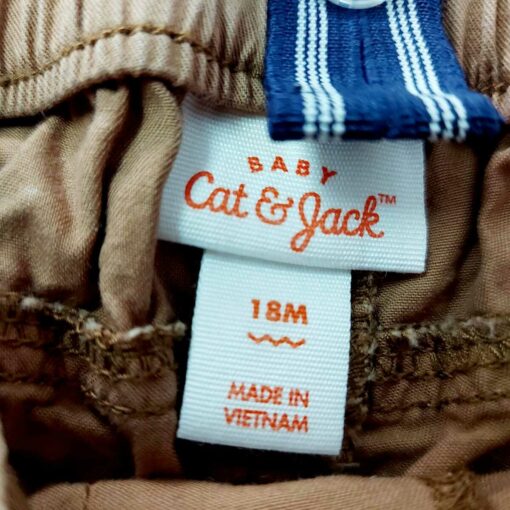 BABY
Cat & Jack™
18M
MADE IN
VIETNAM